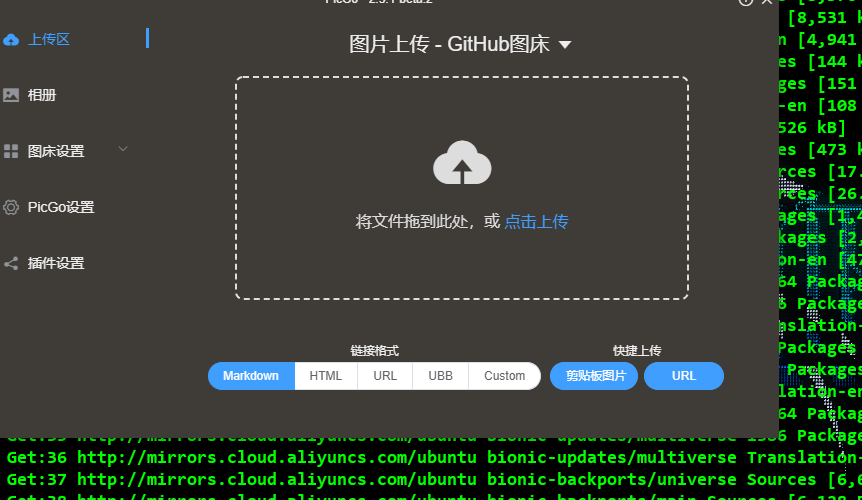 PicGo - 2.3.1-beta.2
上传区
图片上传 - GitHub图床
相册
图床设置
PicGo设置
插件设置
将文件拖到此处，或 点击上传
链接格式
快捷上传
Markdown HTML URL UBB Custom
剪贴板图片 URL
[8,531 k
n [4,941
es [144 k
ges [151
-en [108
526 kB]
es [473 k
rces [17.
rces [26.
ages [1,4
kages [2,
on-en [47
64 Packag
6 Package
nslation-
Packages
Package
lation-en
64 Packag
Get:35 http://mirrors.cloud.aliyuncs.com/ubuntu bionic-updates/multiverse i386 Packag
Get:36 http://mirrors.cloud.aliyuncs.com/ubuntu bionic-updates/multiverse Translation-
Get:37 http://mirrors.cloud.aliyuncs.com/ubuntu bionic-backports/universe Sources [6,6
Get:38 http://mirrors.cloud.aliyuncs.com/ubuntu bionic-backports/main Sources